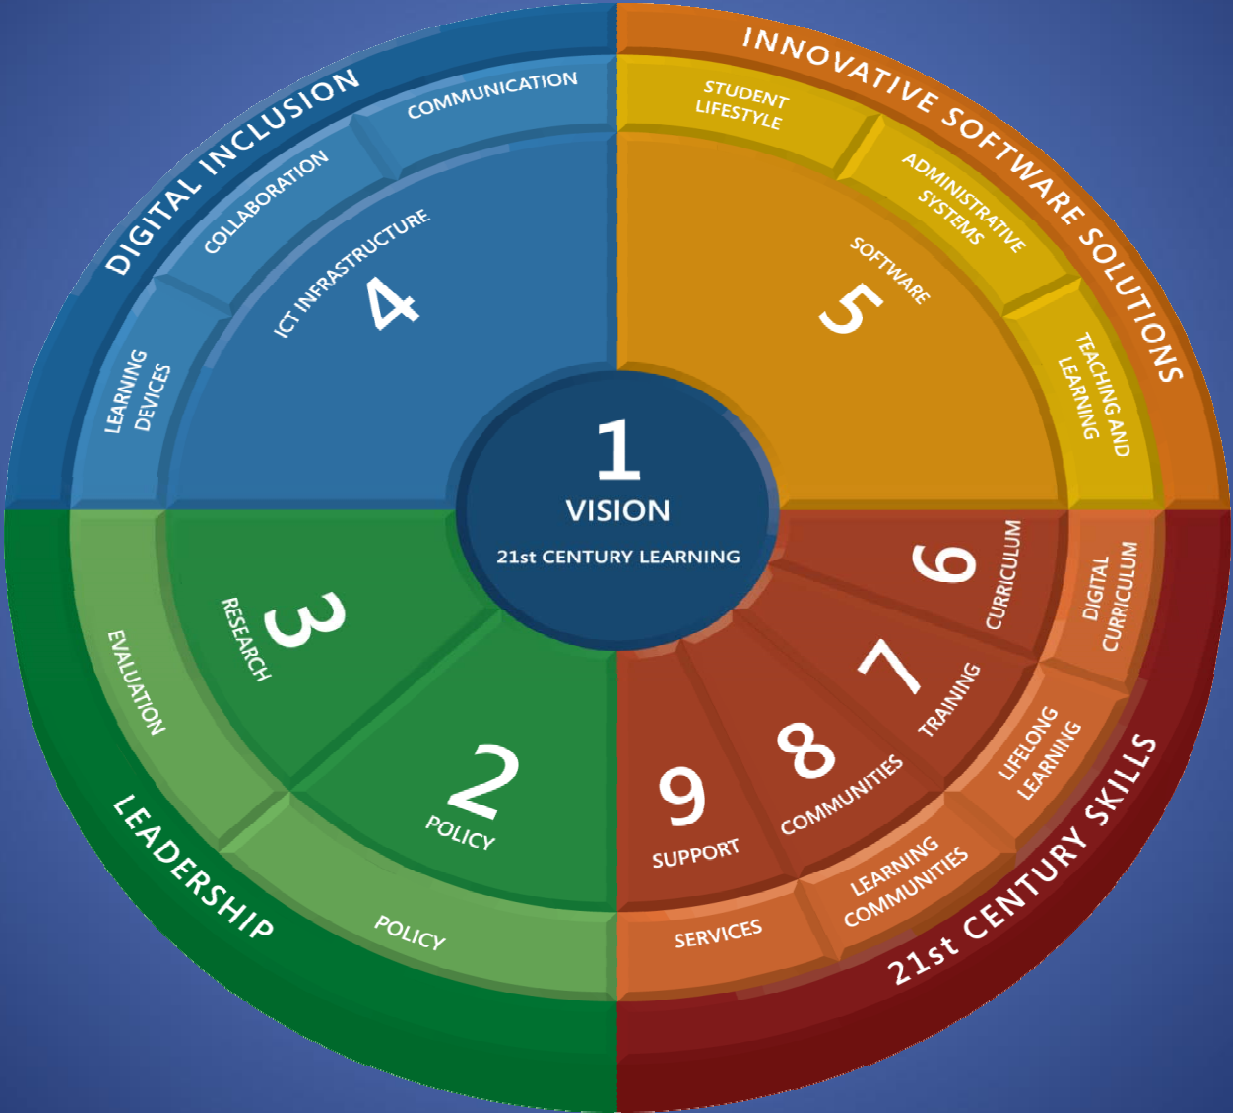 DIGITAL INCLUSION
COMMUNICATION
COLLABORATION
LEARNING
DEVICES
ICT INFRASTRUCTURE
4
INNOVATIVE SOFTWARE SOLUTIONS
STUDENT
LIFESTYLE
ADMINISTRATIVE
SYSTEMS
TEACHING AND
LEARNING
SOFTWARE
5
1
VISION
21st CENTURY LEARNING
3
RESEARCH
EVALUATION
2
POLICY
POLICY
LEADERSHIP
6
CURRICULUM
DIGITAL
CURRICULUM
7
TRAINING
LIFELONG
LEARNING
8
COMMUNITIES
LEARNING
COMMUNITIES
9
SUPPORT
SERVICES
21st CENTURY SKILLS